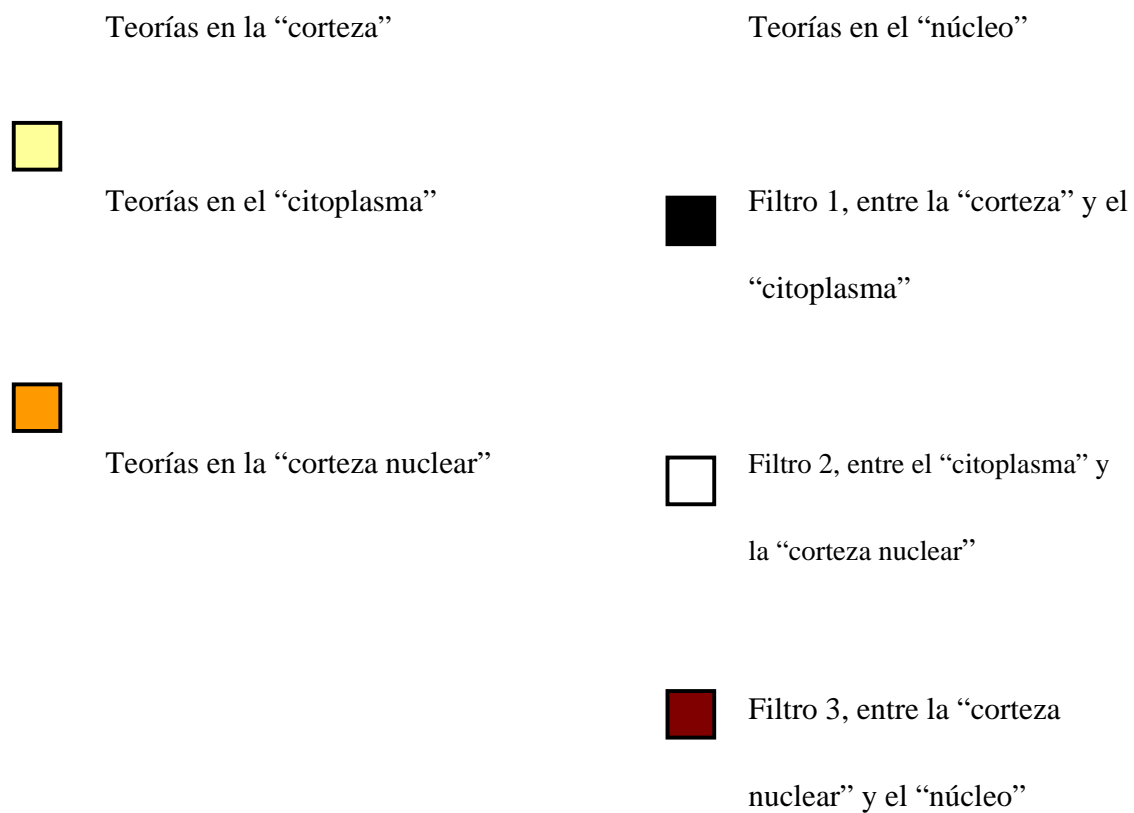 Teorías en la “corteza”
Teorías en el “citoplasma”
Teorías en la “corteza nuclear”
Teorías en el “núcleo”
Filtro 1, entre la “corteza” y el
“citoplasma”
Filtro 2, entre el “citoplasma” y
la “corteza nuclear”
Filtro 3, entre la “corteza
nuclear” y el “núcleo”